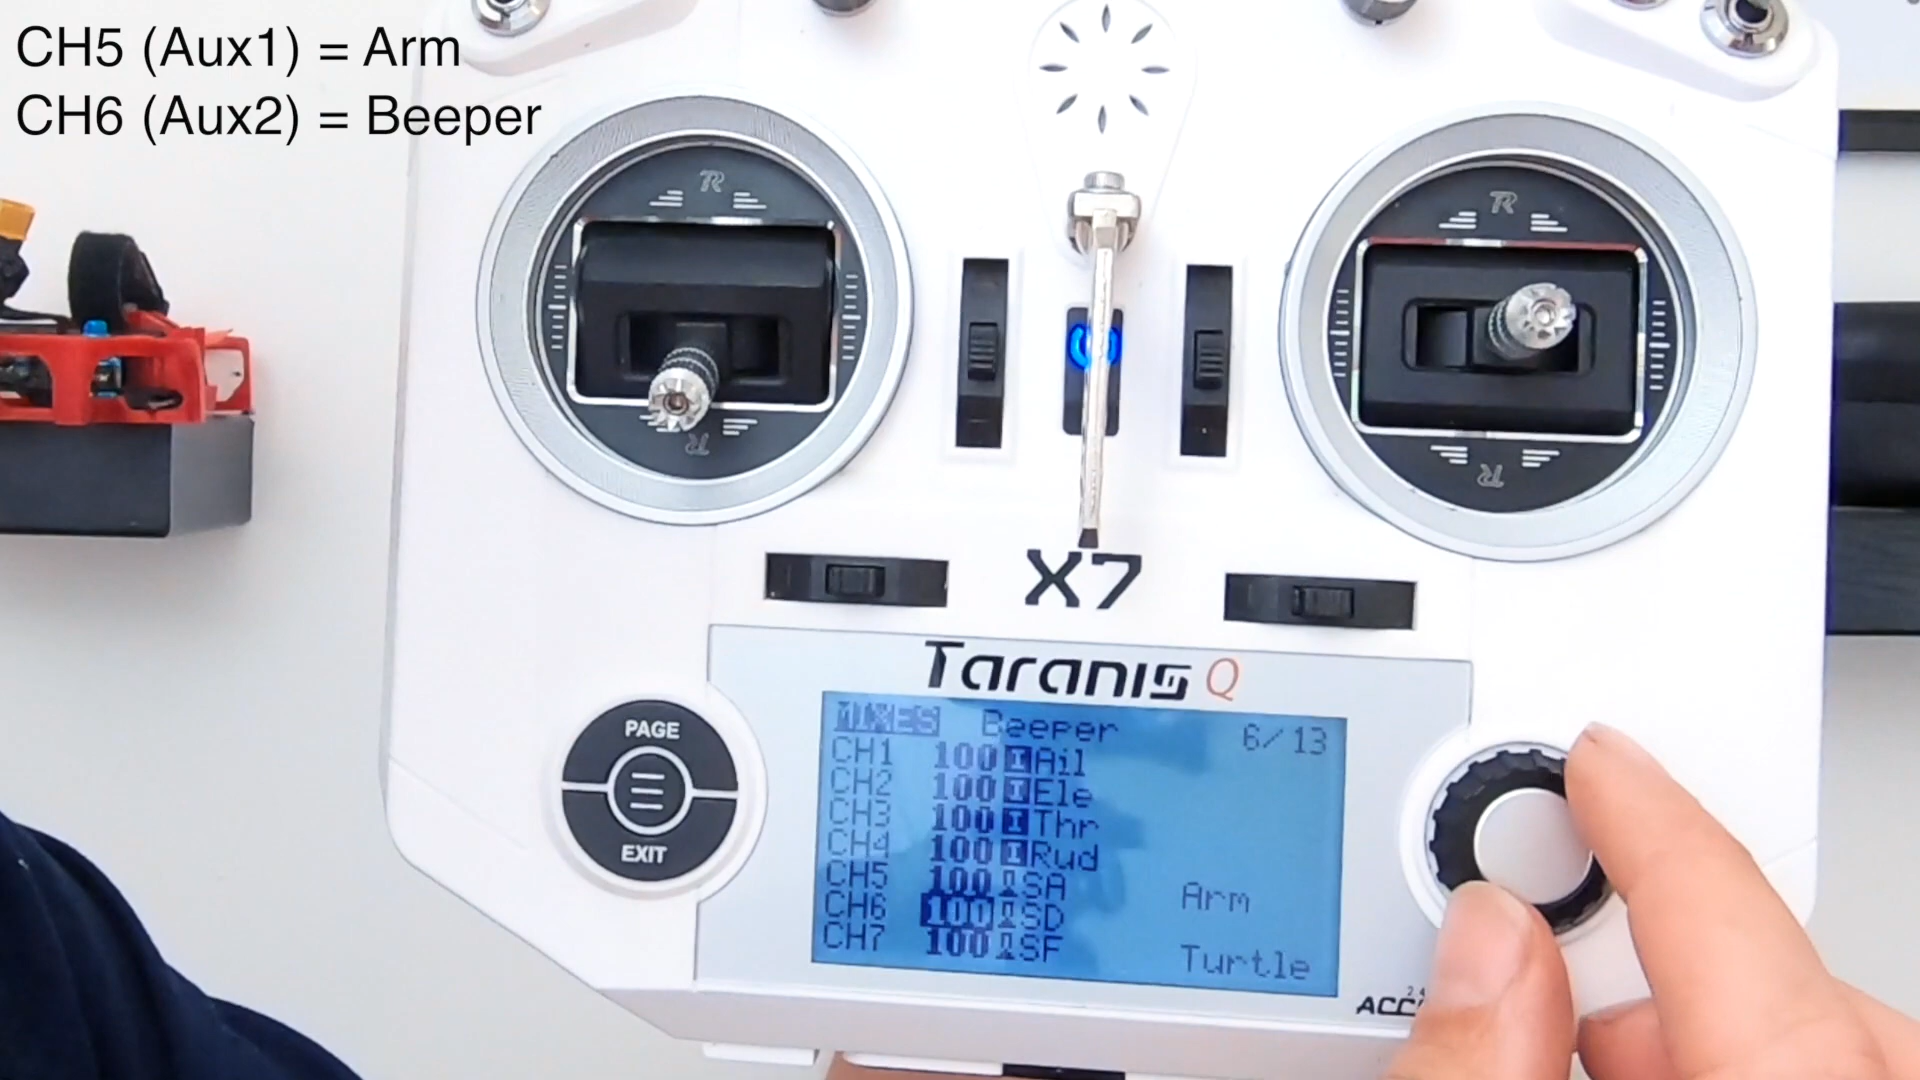 CH5 (Aux1) = Arm
CH6 (Aux2) = Beeper
X7
Taranis Q
PAGE
EXIT
MIXES Beeper 6/13
CH1 100 I Ail
CH2 100 I Ele
CH3 100 I Thr
CH4 100 I Rud
CH5 100 SA Arm
CH6 100 SD
CH7 100 SF Turtle